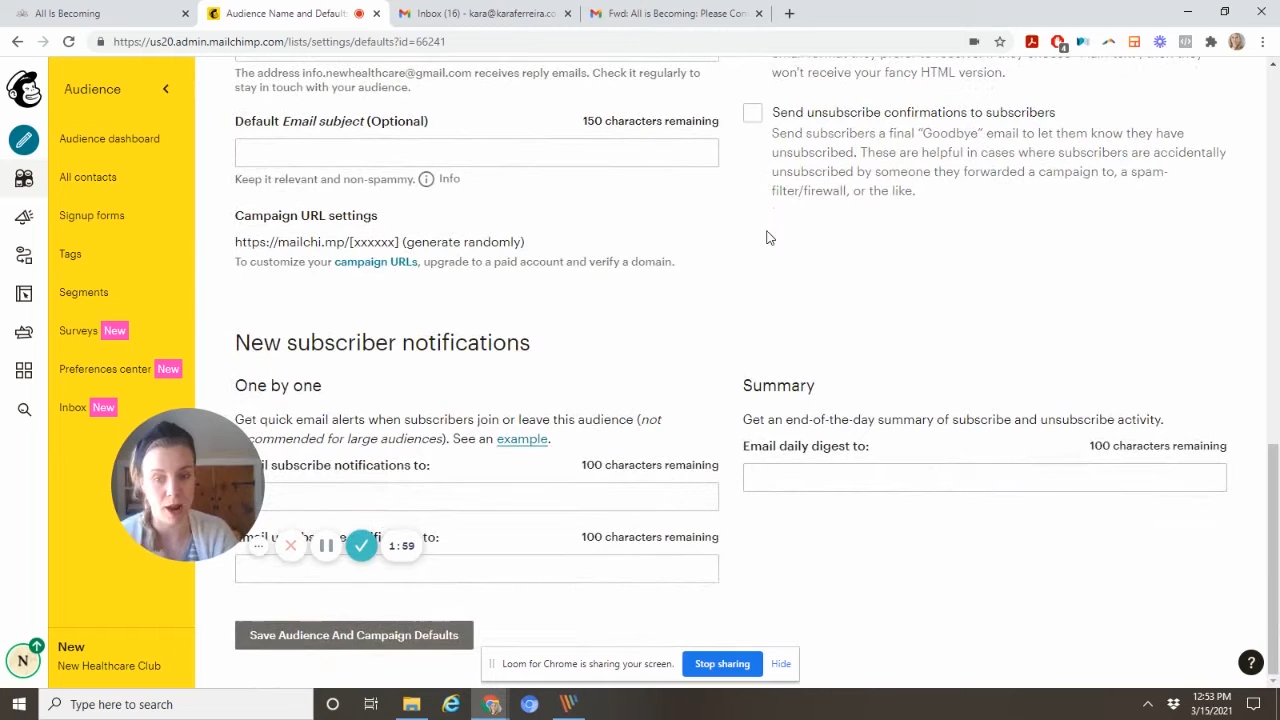 All Is Becoming
Audience Name and Default
Inbox (16) - kara@karaferreira.co
Fwd: All is Becoming: Please Com
https://us20.admin.mailchimp.com/lists/settings/defaults?id=66241
4
Audience
Audience dashboard
All contacts
Signup forms
Tags
Segments
Surveys New
Preferences center New
Inbox New
N
New
New Healthcare Club
The address info.newhealthcare@gmail.com receives reply emails. Check it regularly to
stay in touch with your audience.
Default Email subject (Optional)
150 characters remaining
Keep it relevant and non-spammy. Info
Campaign URL settings
https://mailchi.mp/[xxxxxx] (generate randomly)
To customize your campaign URLs, upgrade to a paid account and verify a domain.
won't receive your fancy HTML version.
Send unsubscribe confirmations to subscribers
Send subscribers a final “Goodbye” email to let them know they have
unsubscribed. These are helpful in cases where subscribers are accidentally
unsubscribed by someone they forwarded a campaign to, a spam-
filter/firewall, or the like.
New subscriber notifications
One by one
Get quick email alerts when subscribers join or leave this audience (not
commended for large audiences). See an example.
subscribe notifications to:
100 characters remaining
to:
100 characters remaining
Summary
Get an end-of-the-day summary of subscribe and unsubscribe activity.
Email daily digest to:
100 characters remaining
1:59
Save Audience And Campaign Defaults
Loom for Chrome is sharing your screen.
Stop sharing
Hide
?
Type here to search
12:53 PM
3/15/2021